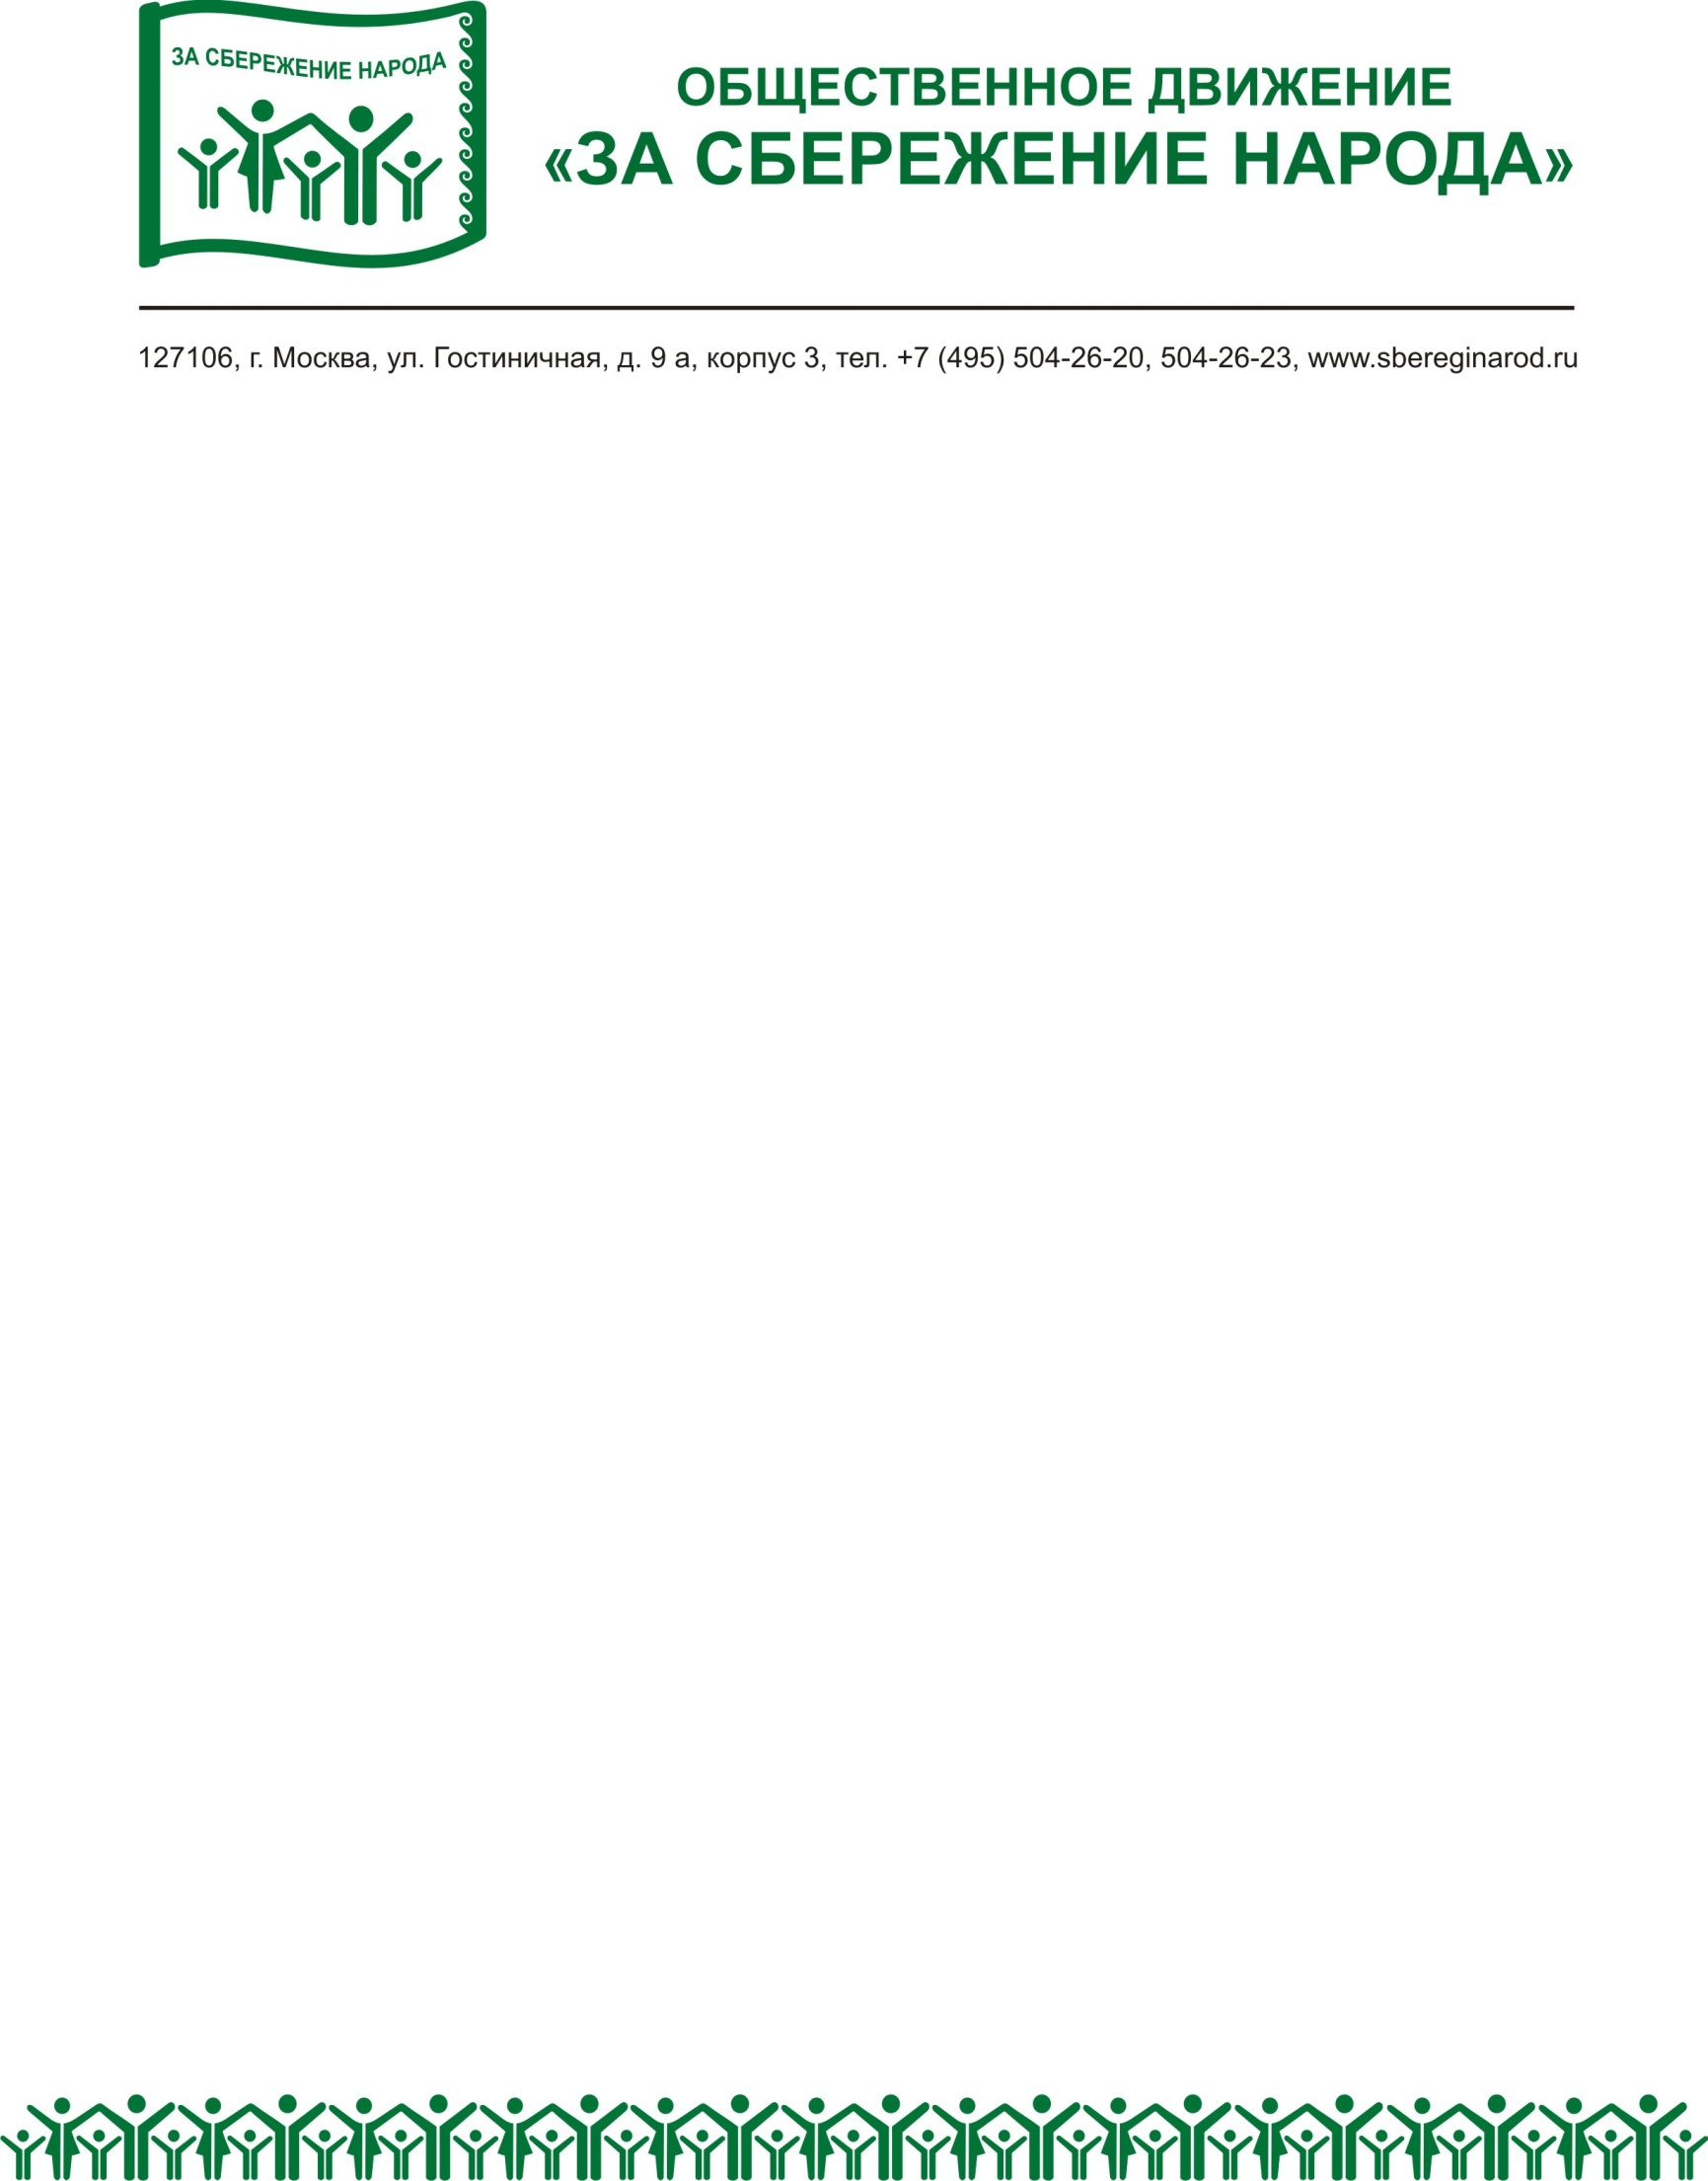 ЗА СБЕРЕЖЕНИЕ НАРОДА
ОБЩЕСТВЕННОЕ ДВИЖЕНИЕ
«ЗА СБЕРЕЖЕНИЕ НАРОДА»
127106, г. Москва, ул. Гостиничная, д. 9 а, корпус 3, тел. +7 (495) 504-26-20, 504-26-23, www.sbereginarod.ru